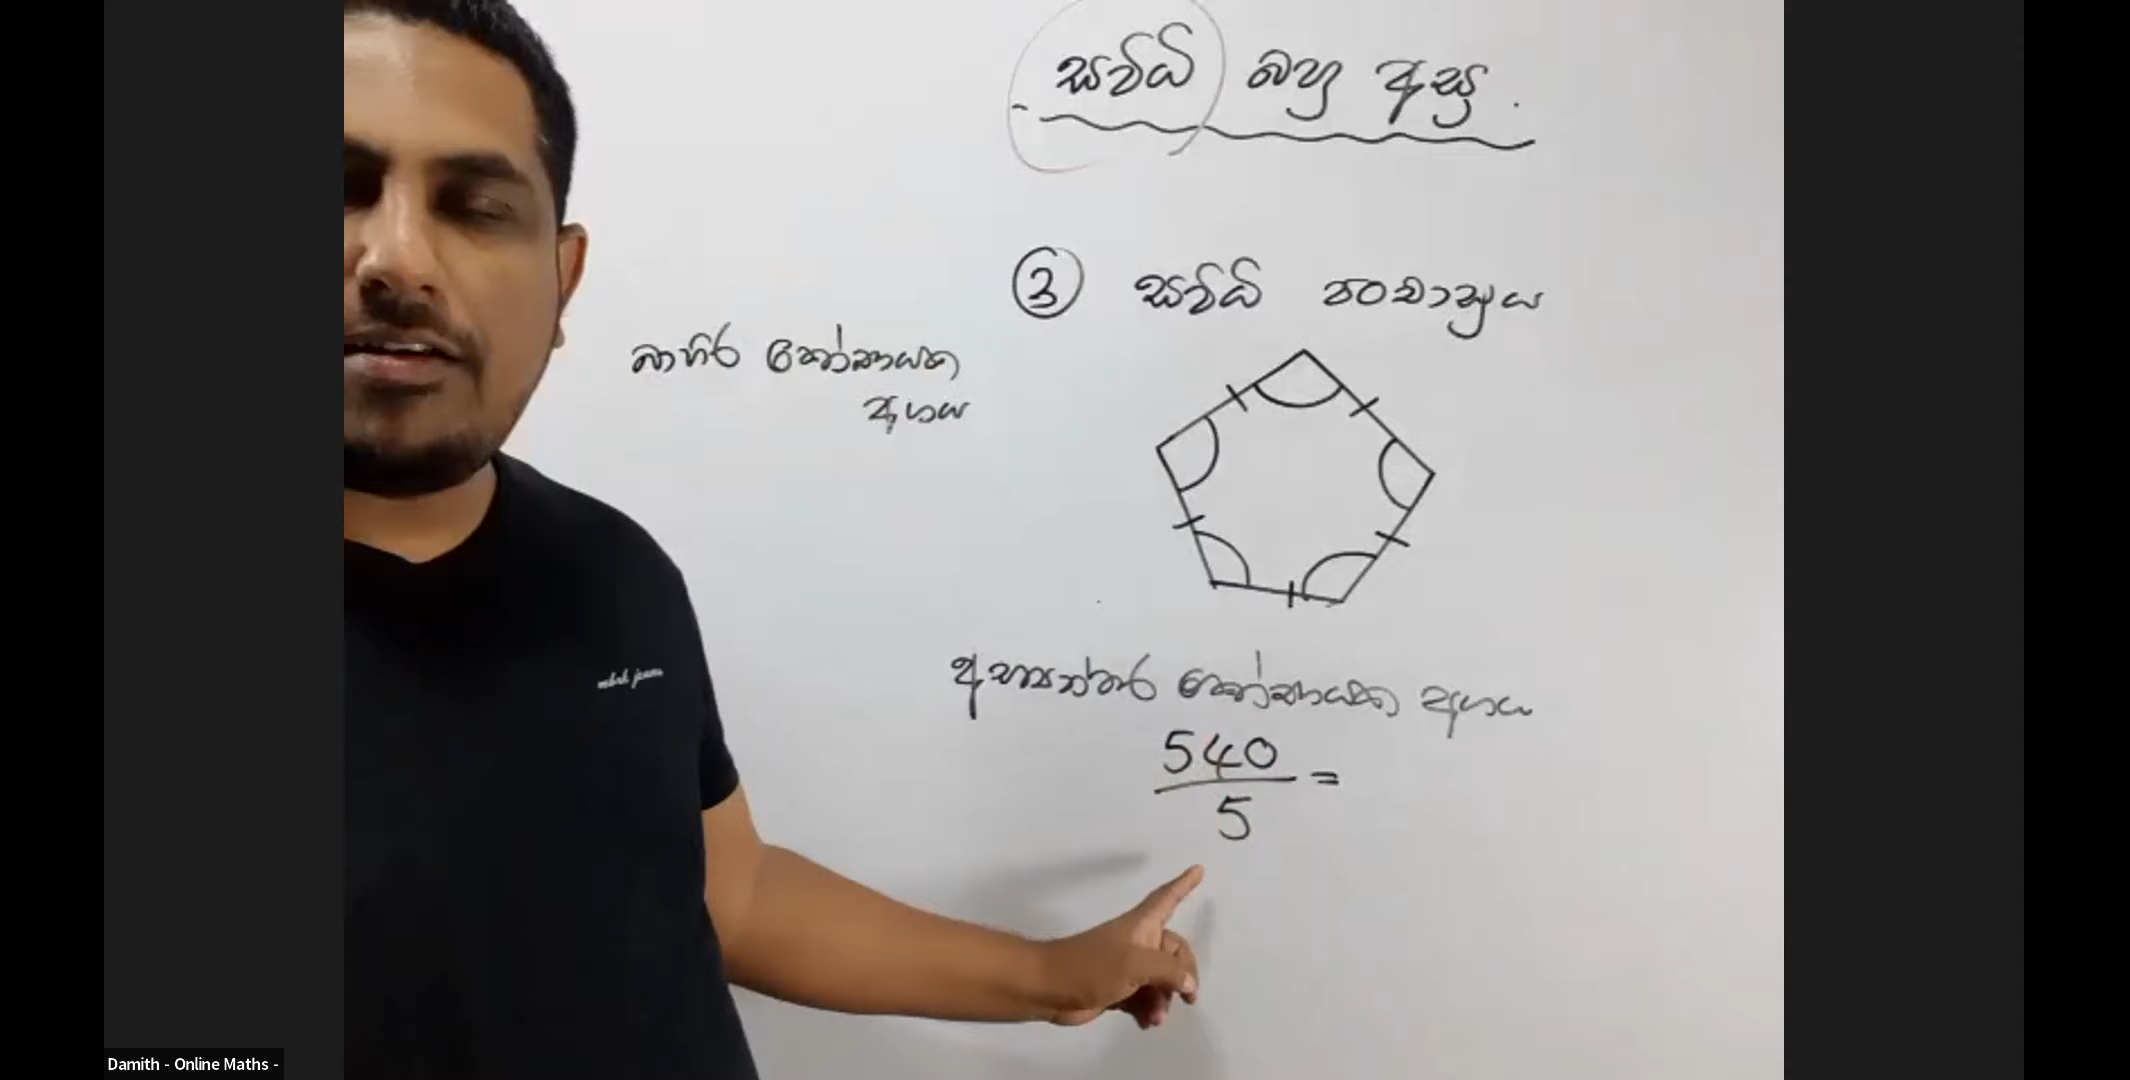 සවිධි බහු අස්‍ර.
③ සවිධි පංචාස්‍රය
බාහිර කෝණයක
අගය
අභ්‍යන්තර කෝණයක අගය
540
5
=
Damith - Online Maths -